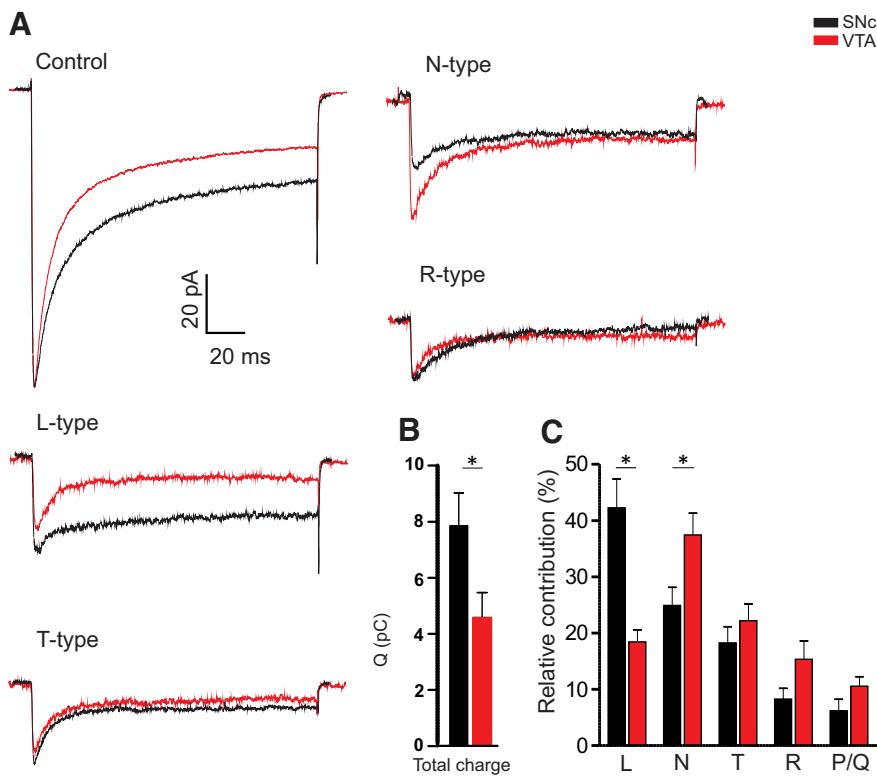 A
SNc
VTA
Control
N-type
20 pA
20 ms
R-type
L-type
T-type
B
*
10
8
6
4
2
0
Q (pC)
Total charge
C
* *
50
40
30
20
10
0
Relative contribution (%)
L N T R P/Q